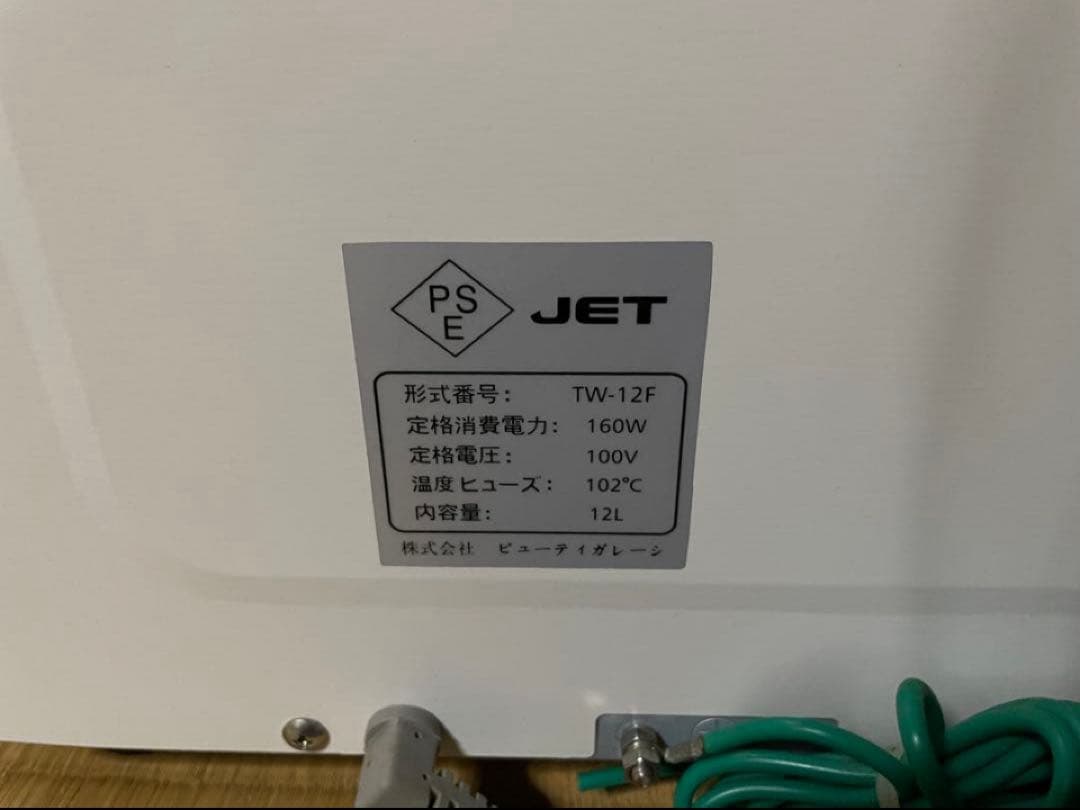 PSE JET
形式番号: TW-12F
定格消費電力: 160W
定格電圧: 100V
温度ヒューズ: 102℃
内容量: 12L
株式会社 ビューティガレージ